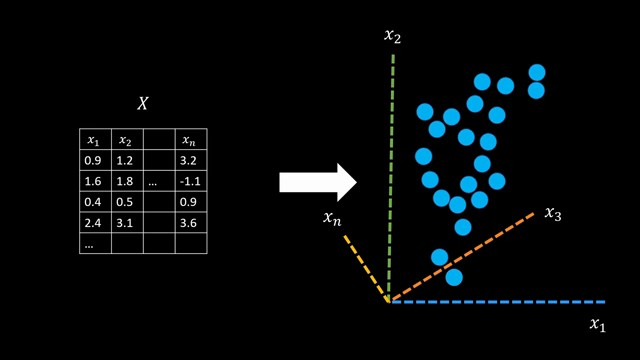 X
x₁ x₂ xₙ
0.9 1.2 3.2
1.6 1.8 ... -1.1
0.4 0.5 0.9
2.4 3.1 3.6
...
x₂
xₙ
x₃
x₁